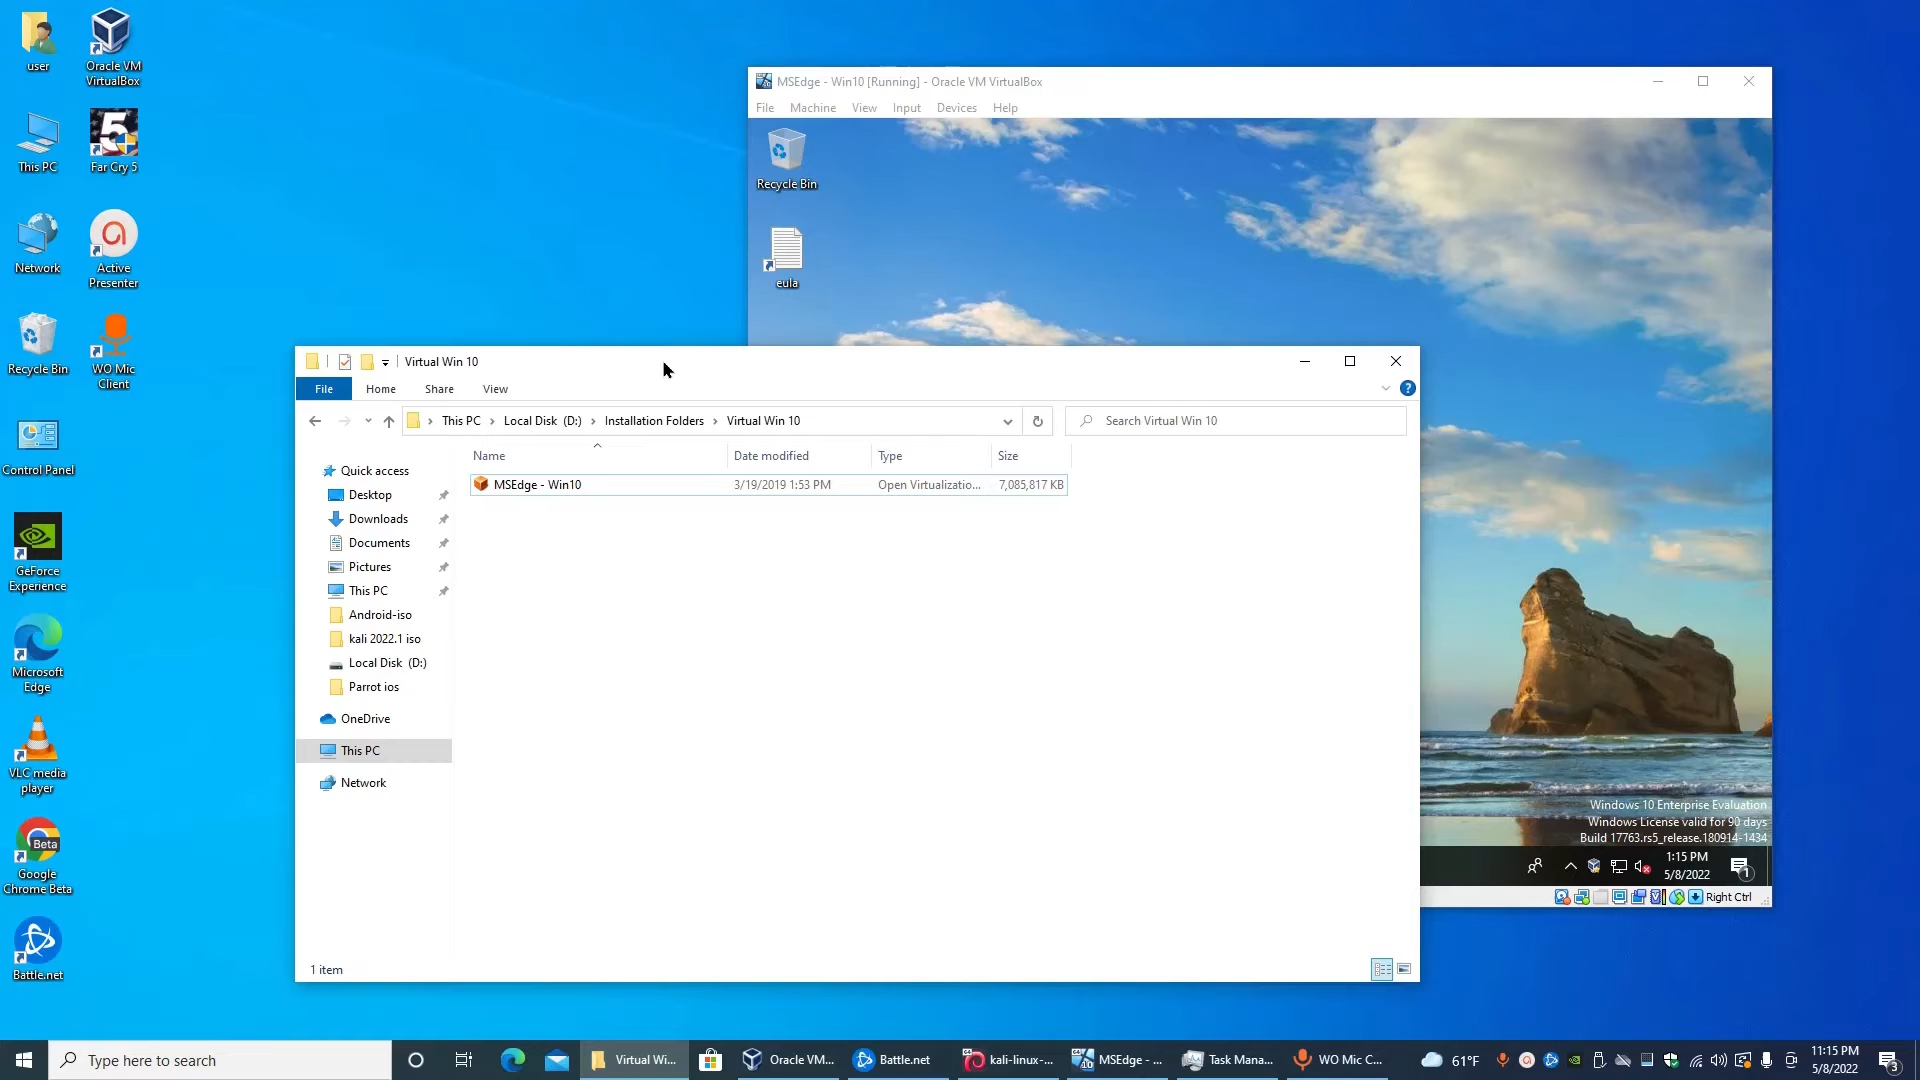 user
Oracle VM
VirtualBox
This PC
Far Cry 5
Network
Active
Presenter
Recycle Bin
WO Mic
Client
Control Panel
GeForce
Experience
Microsoft
Edge
VLC media
player
Beta
Google
Chrome Beta
Battle.net
MSEdge - Win10 [Running] - Oracle VM VirtualBox
File Machine View Input Devices Help
Recycle Bin
eula
Windows 10 Enterprise Evaluation
Windows License valid for 90 days
Build 17763.rs5_release.180914-1434
1:15 PM
5/8/2022
1
Right Ctrl
Virtual Win 10
File Home Share View
This PC Local Disk (D:) Installation Folders Virtual Win 10
Search Virtual Win 10
Name Date modified Type Size
MSEdge - Win10 3/19/2019 1:53 PM Open Virtualizatio... 7,085,817 KB
Quick access
Desktop
Downloads
Documents
Pictures
This PC
Android-iso
kali 2022.1 iso
Local Disk (D:)
Parrot ios
OneDrive
This PC
Network
1 item
Type here to search
Virtual Wi...
Oracle VM...
Battle.net
kali-linux-...
MSEdge - ...
Task Mana...
WO Mic C...
61°F
11:15 PM
5/8/2022
3